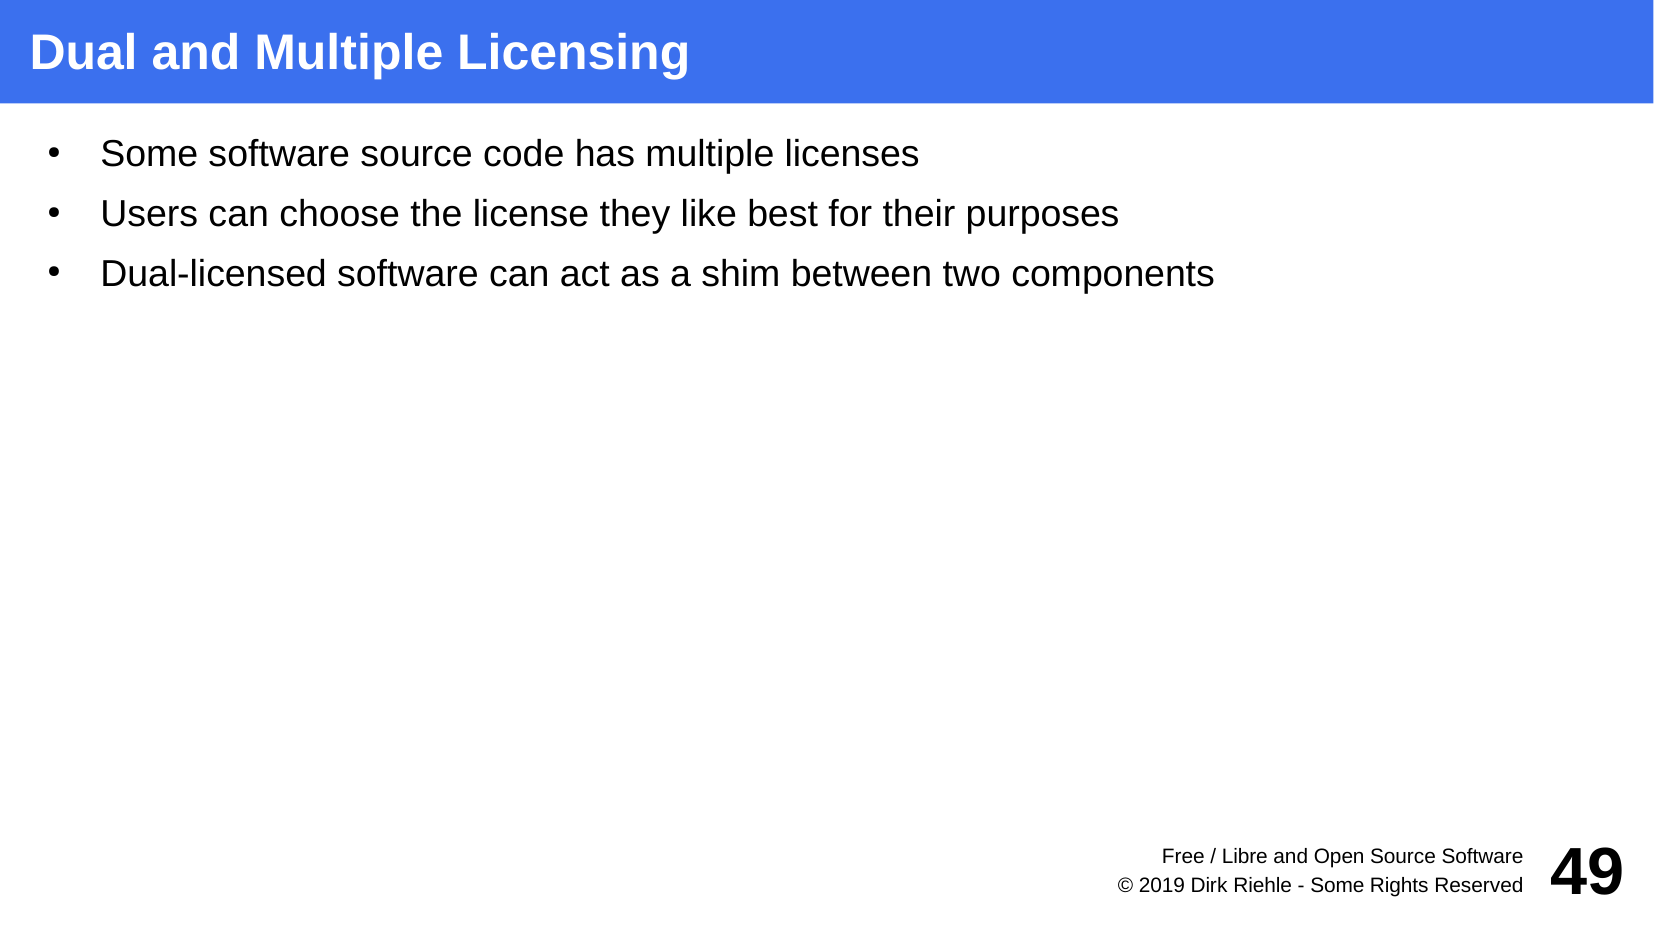 Dual and Multiple Licensing
• Some software source code has multiple licenses
• Users can choose the license they like best for their purposes
• Dual-licensed software can act as a shim between two components
Free / Libre and Open Source Software
© 2019 Dirk Riehle - Some Rights Reserved
49